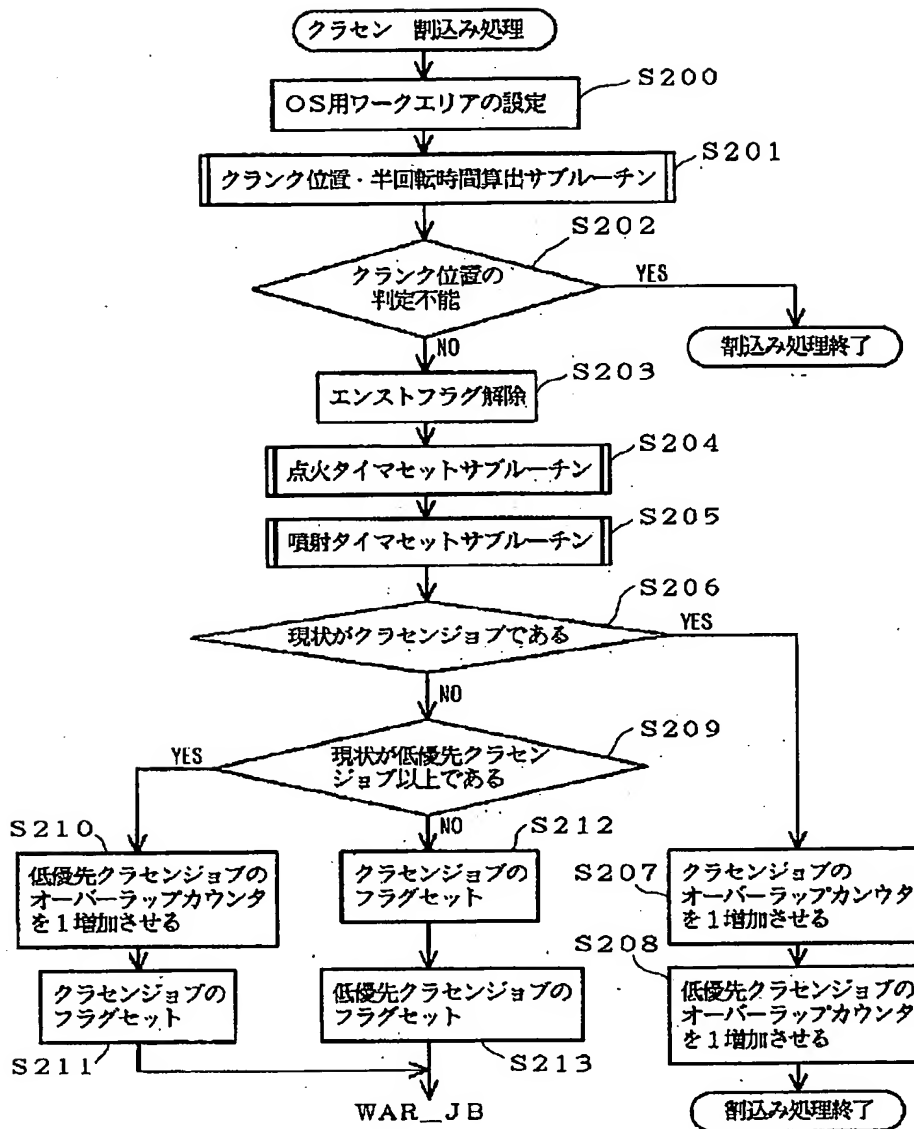 クラセン 割込み処理
S200
OS用ワークエリアの設定
S201
クランク位置・半回転時間算出サブルーチン
S202
クランク位置の
判定不能
YES
割込み処理終了
NO
S203
エンストフラグ解除
S204
点火タイマセットサブルーチン
S205
噴射タイマセットサブルーチン
S206
現状がクラセンジョブである
YES
NO
S209
現状が低優先クラセン
ジョブ以上である
YES
NO
S210
低優先クラセンジョブの
オーバーラップカウンタ
を1増加させる
S212
クラセンジョブの
フラグセット
S207
クラセンジョブの
オーバーラップカンウタ
を1増加させる
S211
クラセンジョブの
フラグセット
S213
低優先クラセンジョブの
フラグセット
S208
低優先クラセンジョブの
オーバーラップカウンタ
を1増加させる
WAR_JB
割込み処理終了